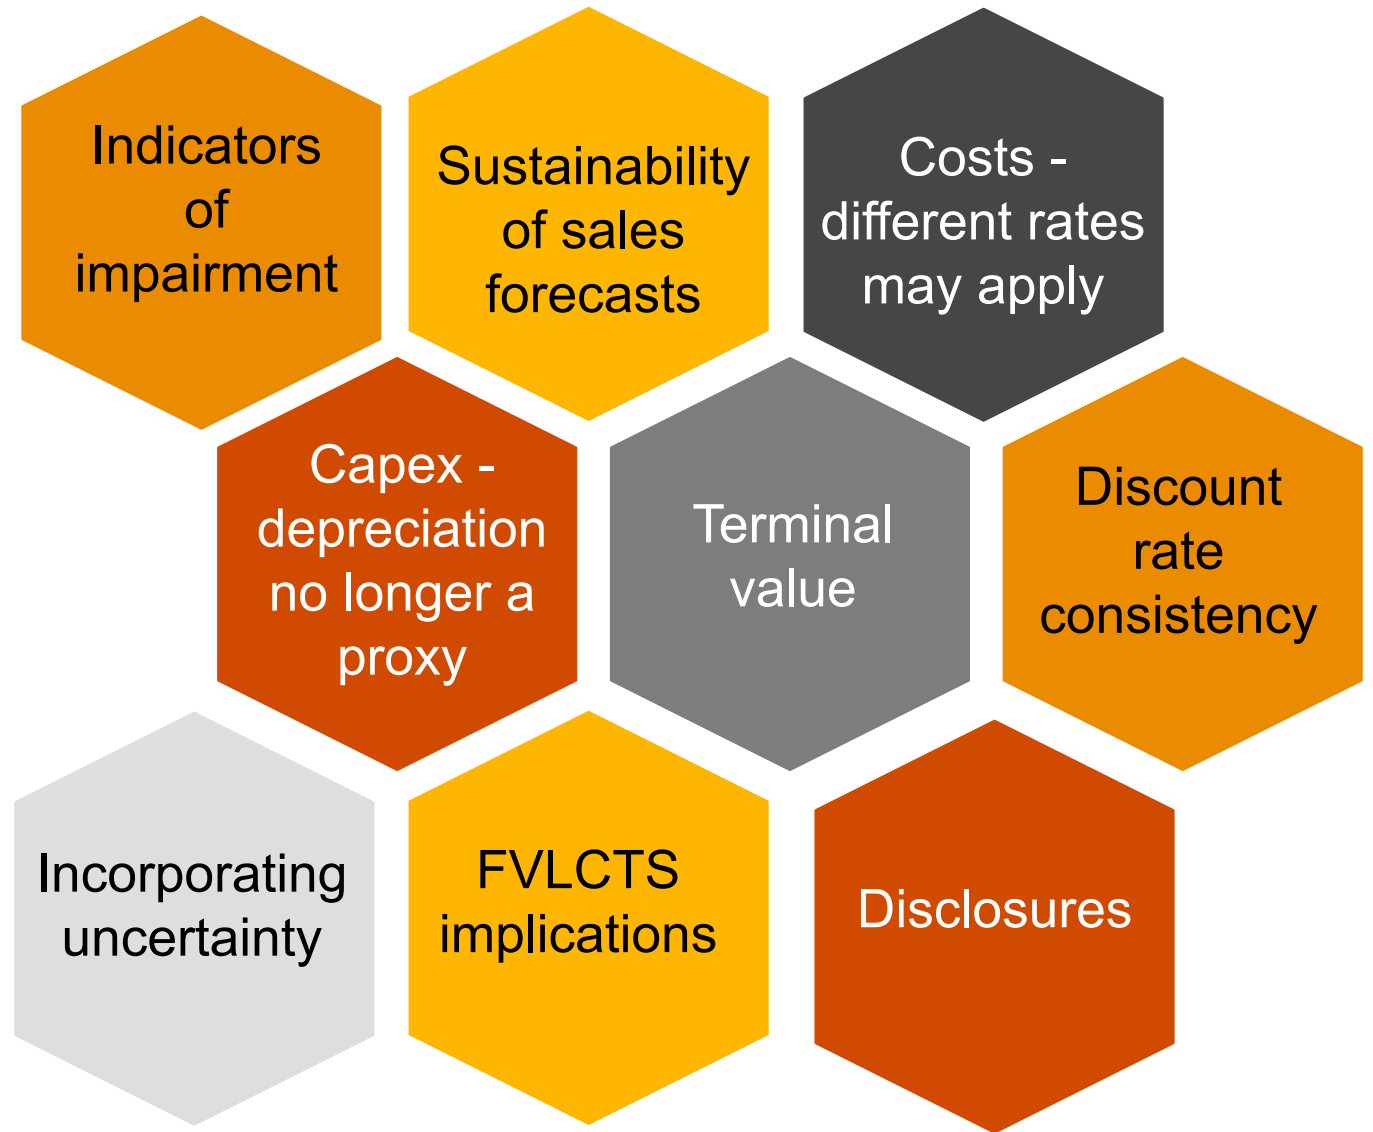 Indicators
of
impairment
Sustainability
of sales
forecasts
Costs -
different rates
may apply
Capex -
depreciation
no longer a
proxy
Terminal
value
Discount
rate
consistency
Incorporating
uncertainty
FVLCTS
implications
Disclosures